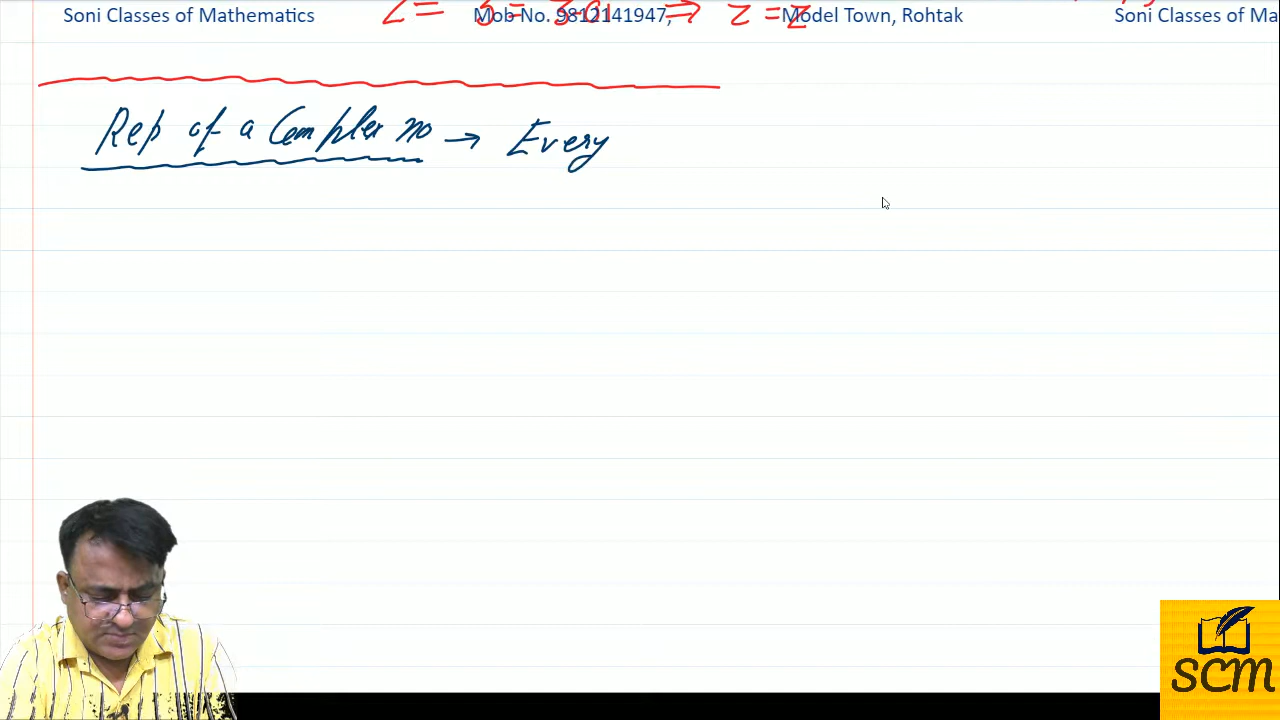 Soni Classes of Mathematics Mob No. 9812141947, Model Town, Rohtak Soni Classes of Ma
⇒ z = z̄
Rep of a Complex no → Every
SCM